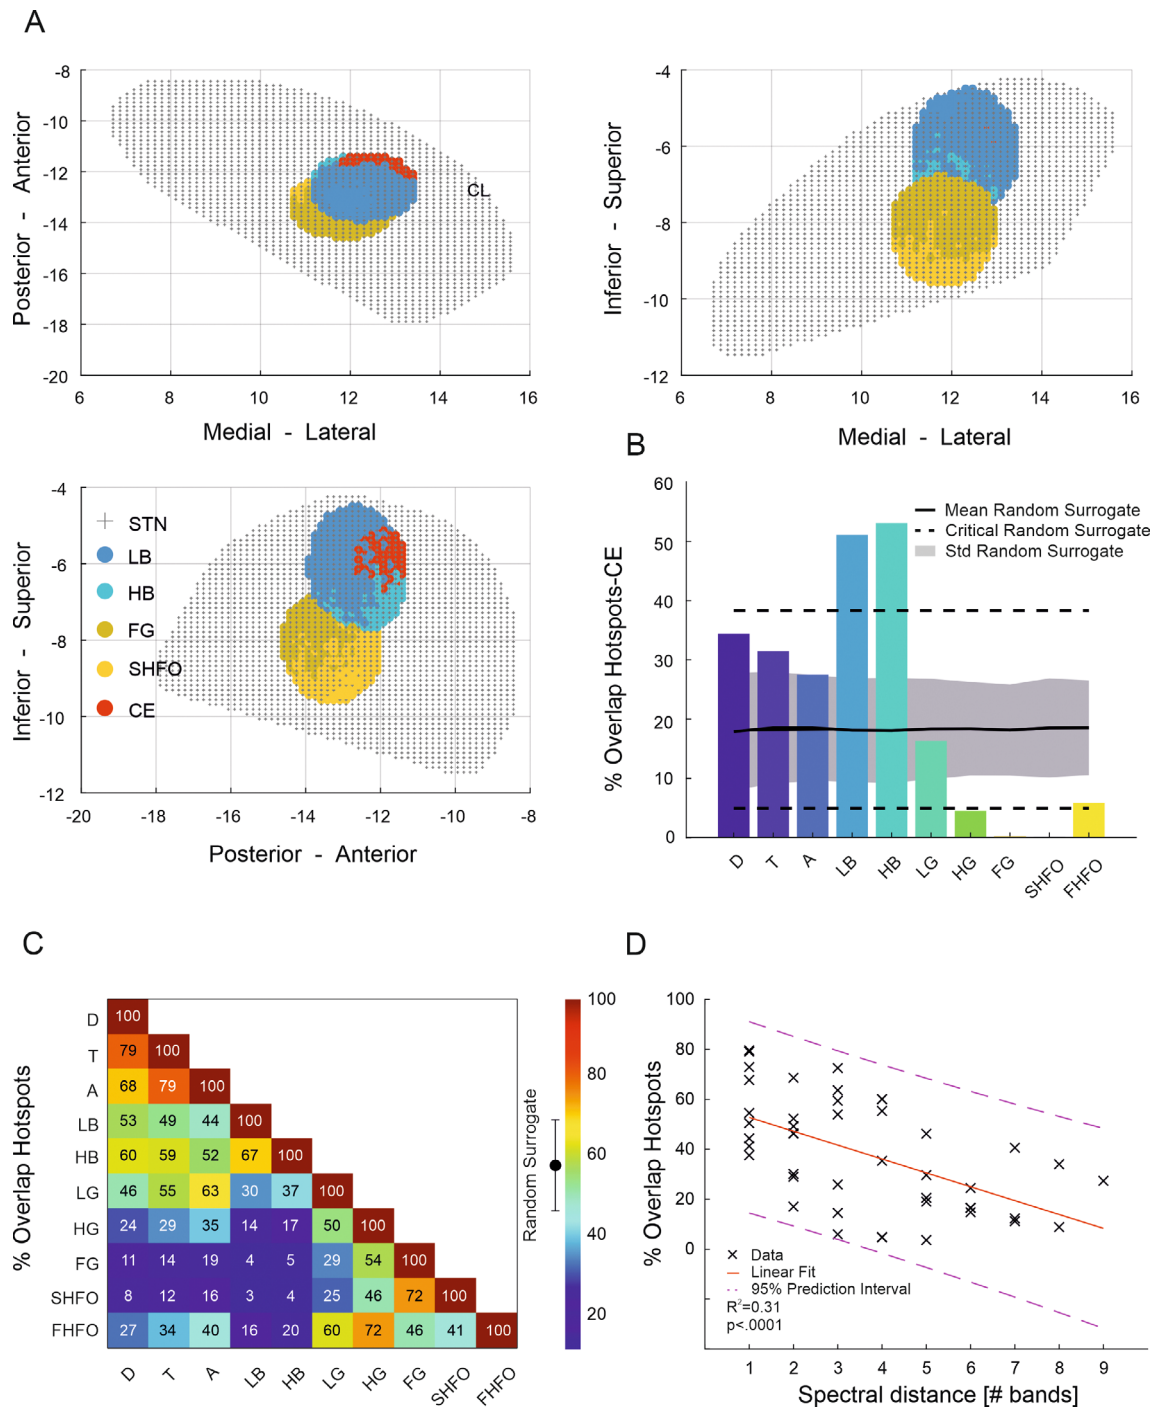 A
-8
-10
-12
-14
-16
-18
-20
6
8
10
12
14
16
CL
Posterior - Anterior
Medial - Lateral
-4
-6
-8
-10
-12
6
8
10
12
14
16
Inferior - Superior
Medial - Lateral
-4
-6
-8
-10
-12
-20
-18
-16
-14
-12
-10
-8
Inferior - Superior
Posterior - Anterior
STN
LB
HB
FG
SHFO
CE
B
60
50
40
30
20
10
0
% Overlap Hotspots-CE
Mean Random Surrogate
Critical Random Surrogate
Std Random Surrogate
D T A LB HB LG HG FG SHFO FHFO
C
% Overlap Hotspots
D 100
T 79 100
A 68 79 100
LB 53 49 44 100
HB 60 59 52 67 100
LG 46 55 63 30 37 100
HG 24 29 35 14 17 50 100
FG 11 14 19 4 5 29 54 100
SHFO 8 12 16 3 4 25 46 72 100
FHFO 27 34 40 16 20 60 72 46 41 100
D T A LB HB LG HG FG SHFO FHFO
Random Surrogate
100
80
60
40
20
D
100
80
60
40
20
0
% Overlap Hotspots
Data
Linear Fit
95% Prediction Interval
R²=0.31
p<.0001
1 2 3 4 5 6 7 8 9
Spectral distance [# bands]